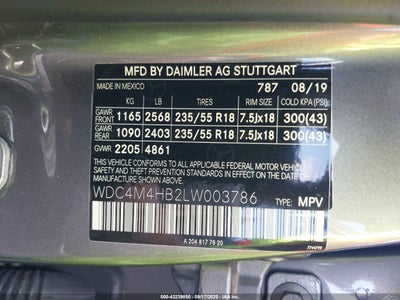 MFD BY DAIMLER AG STUTTGART
MADE IN MEXICO 787 08/19
KG LB TIRES RIM SIZE COLD KPA(PSI)
GAWR FRONT 1165 2568 235/55 R18 7.5Jx18 300(43)
GAWR REAR 1090 2403 235/55 R18 7.5Jx18 300(43)
GVWR 2205 4861
THIS VEHICLE CONFORMS TO ALL APPLICABLE
FEDERAL MOTOR VEHICLE SAFETY, BUMPER,
AND THEFT PREVENTION STANDARDS IN EFFECT
ON THE DATE OF MANUFACTURE SHOWN ABOVE.
WDC4M4HB2LW003786
TYPE: MPV
A 204 817 78 20
© IAA - 43239050 - 09/17/2025 - IMAGES